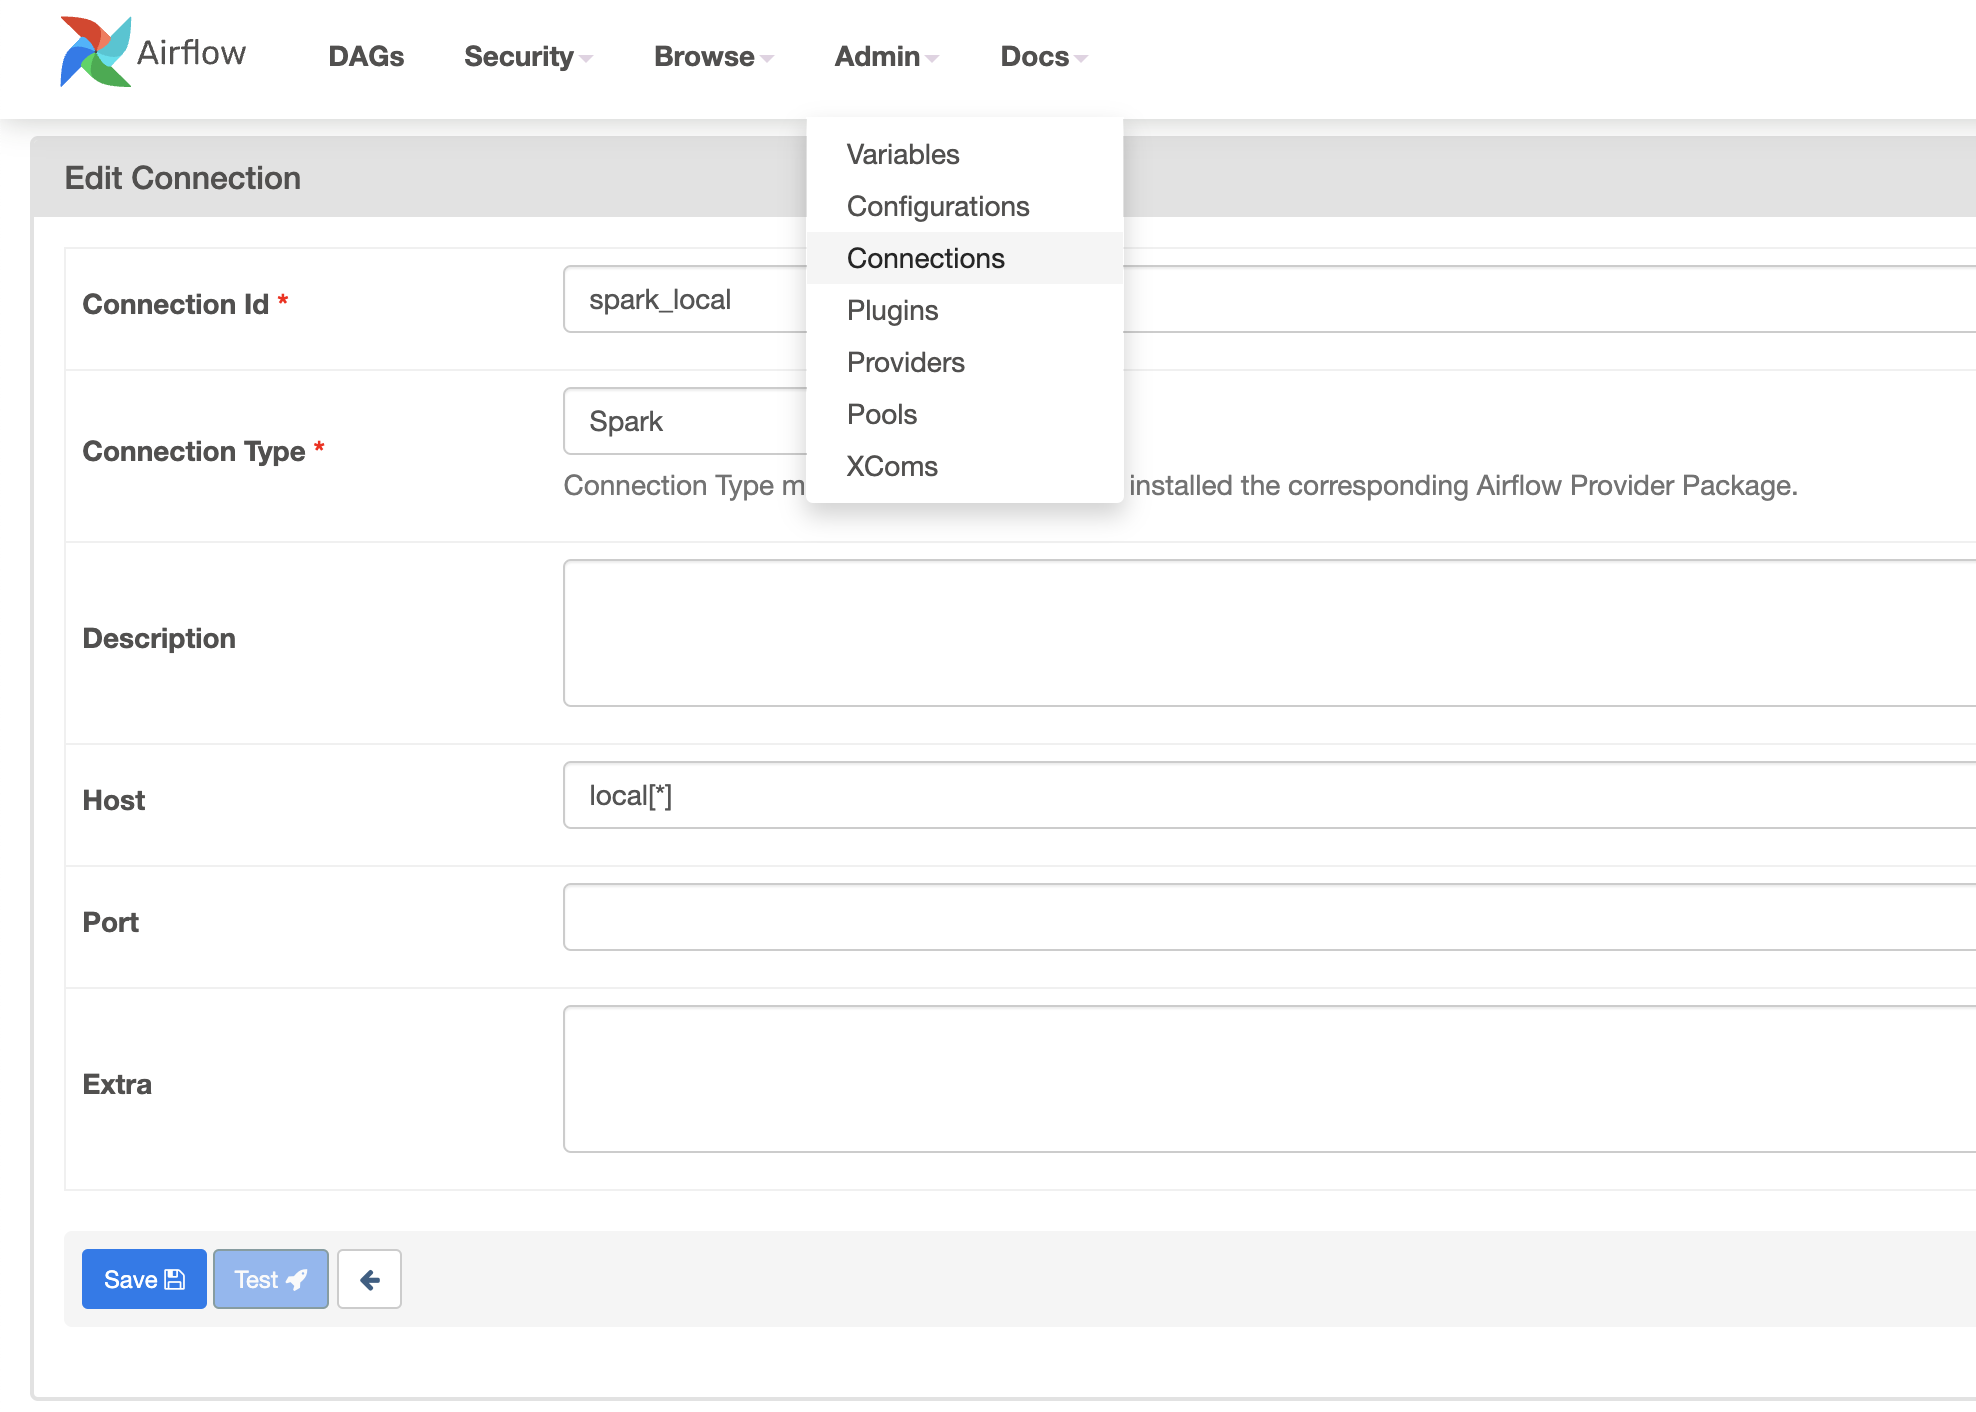 Airflow
DAGs Security Browse Admin Docs
Variables
Configurations
Connections
Plugins
Providers
Pools
XComs
Edit Connection
Connection Id * spark_local
Connection Type * Spark
Connection Type installed the corresponding Airflow Provider Package.
Description
Host local[*]
Port
Extra
Save Test